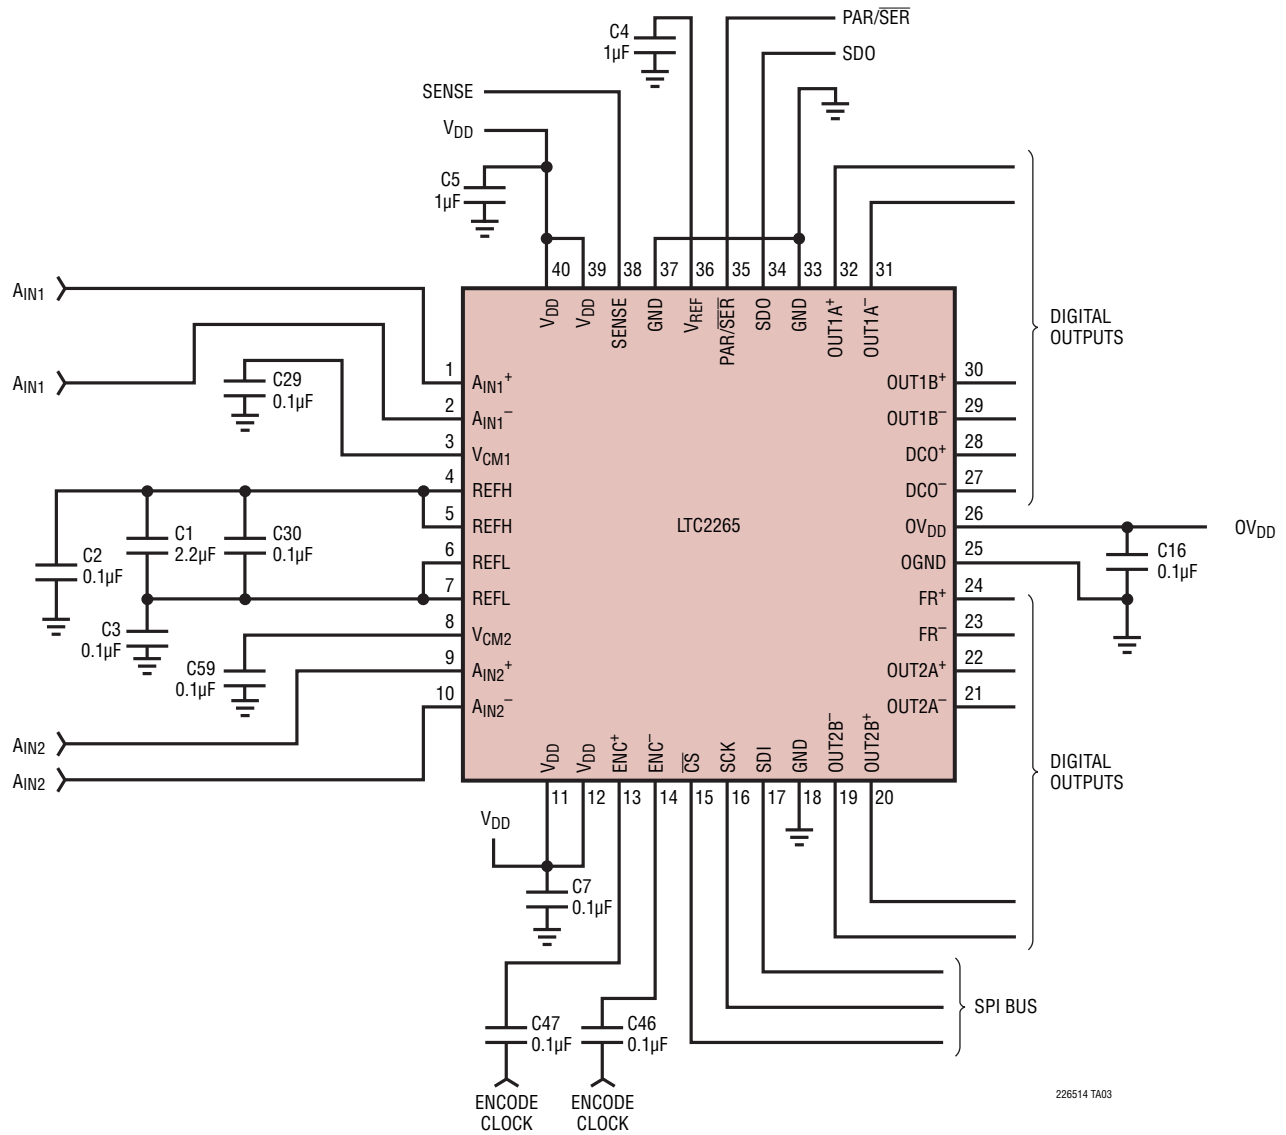 PAR/SER
SDO
C4
1µF
SENSE
VDD
C5
1µF
40
39
38
37
36
35
34
33
32
31
VDD
VDD
SENSE
GND
VREF
PAR/SER
SDO
GND
OUT1A+
OUT1A–
DIGITAL
OUTPUTS
AIN1
AIN1
C29
0.1µF
1
AIN1+
2
AIN1–
3
VCM1
4
REFH
5
REFH
6
REFL
7
REFL
8
VCM2
9
AIN2+
10
AIN2–
C2
0.1µF
C1
2.2µF
C30
0.1µF
C3
0.1µF
C59
0.1µF
AIN2
AIN2
LTC2265
OUT1B+
30
OUT1B–
29
DCO+
28
DCO–
27
OVDD
26
OGND
25
FR+
24
FR–
23
OUT2A+
22
OUT2A–
21
OVDD
C16
0.1µF
VDD
VDD
ENC+
ENC–
CS
SCK
SDI
GND
OUT2B–
OUT2B+
11
12
13
14
15
16
17
18
19
20
DIGITAL
OUTPUTS
VDD
C7
0.1µF
C47
0.1µF
C46
0.1µF
SPI BUS
ENCODE
CLOCK
ENCODE
CLOCK
226514 TA03